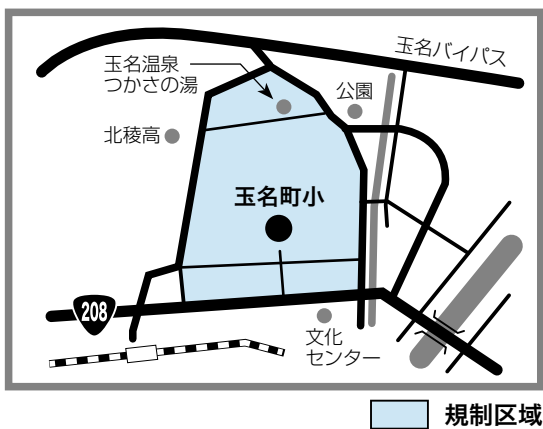 玉名バイパス
玉名温泉
つかさの湯
公園
北稜高
玉名町小
208
文化
センター
規制区域